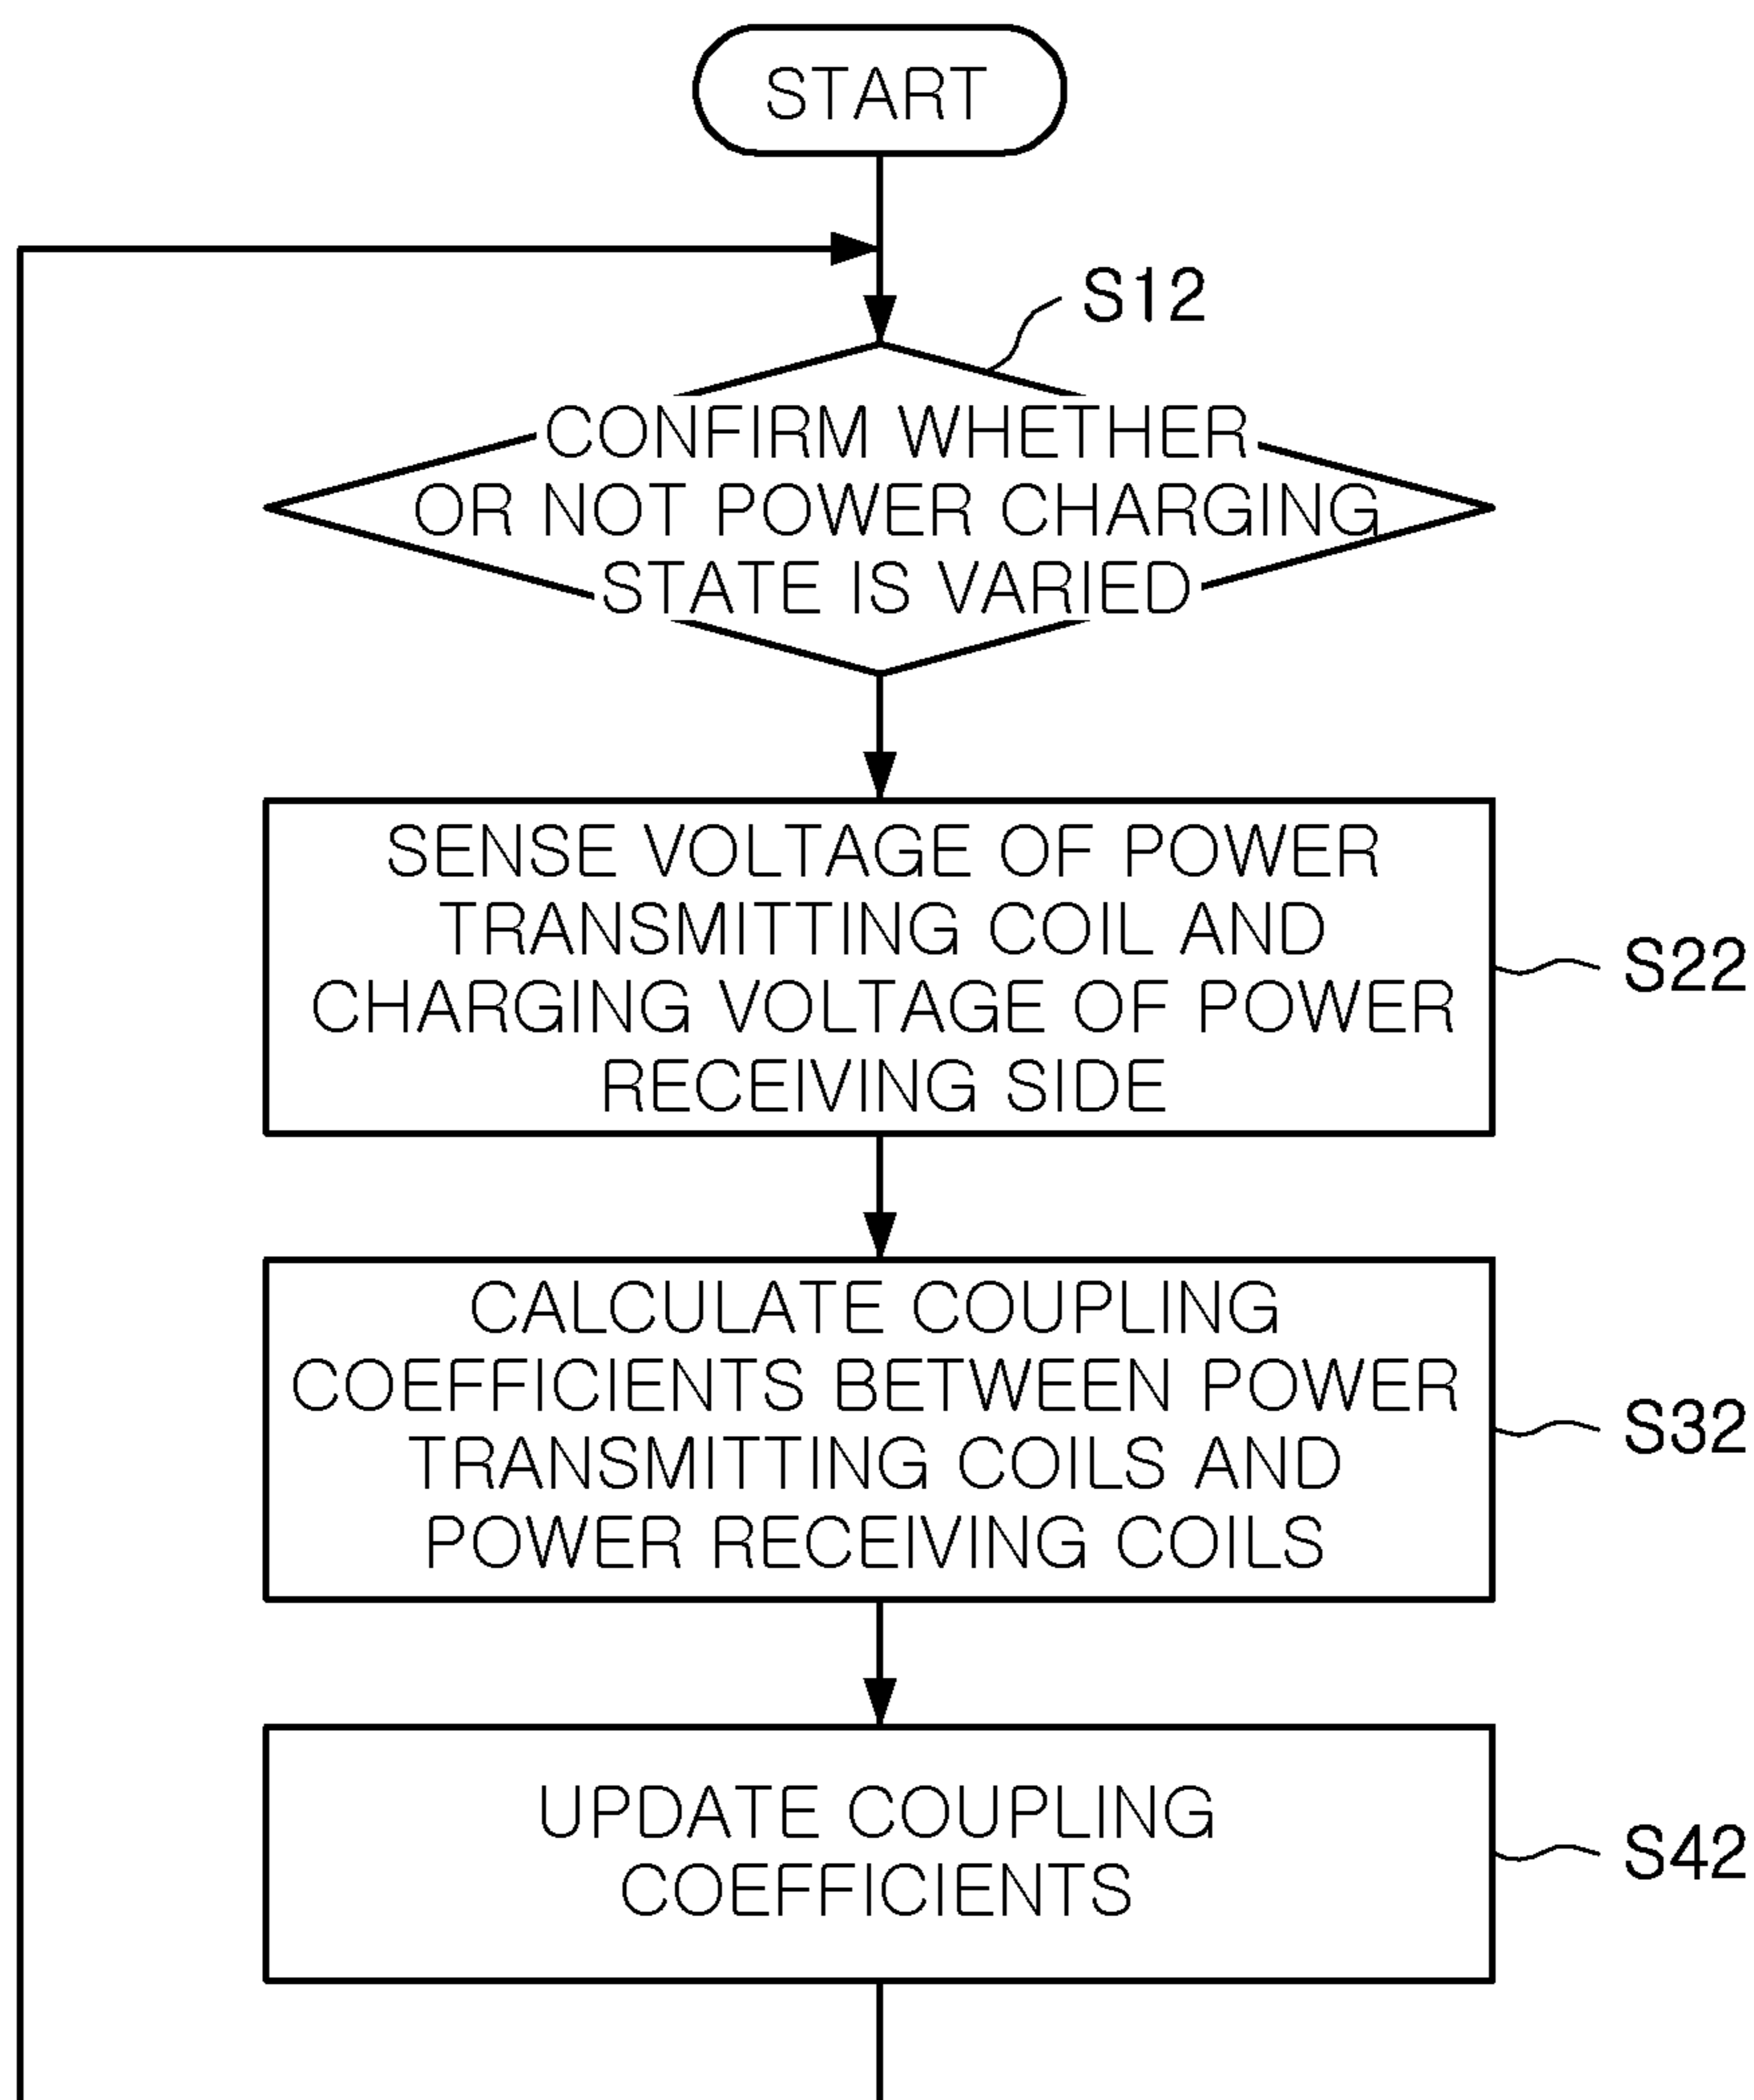 START
S12
CONFIRM WHETHER
OR NOT POWER CHARGING
STATE IS VARIED
SENSE VOLTAGE OF POWER
TRANSMITTING COIL AND
CHARGING VOLTAGE OF POWER
RECEIVING SIDE
S22
CALCULATE COUPLING
COEFFICIENTS BETWEEN POWER
TRANSMITTING COILS AND
POWER RECEIVING COILS
S32
UPDATE COUPLING
COEFFICIENTS
S42